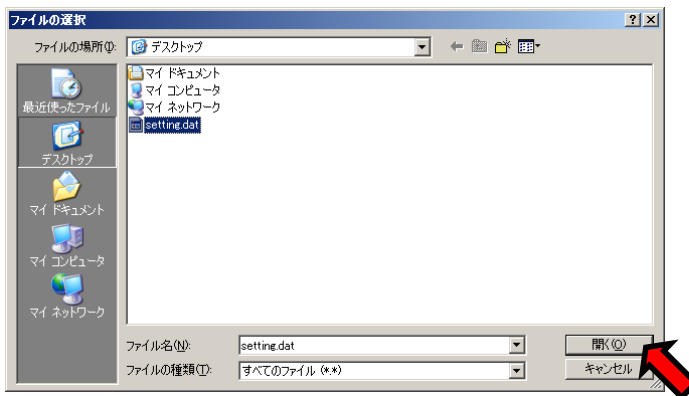 ファイルの選択
ファイルの場所(I):
デスクトップ
最近使ったファイル
デスクトップ
マイ ドキュメント
マイ コンピュータ
マイ ネットワーク
マイ ドキュメント
マイ コンピュータ
マイ ネットワーク
setting.dat
ファイル名(N):
setting.dat
開く(O)
ファイルの種類(T):
すべてのファイル (*.*)
キャンセル